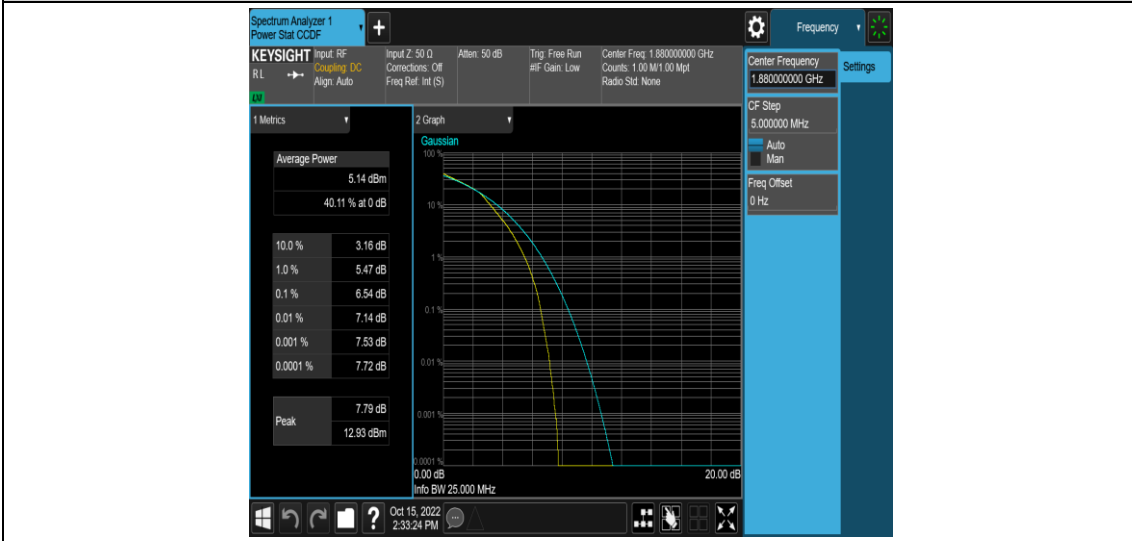 Spectrum Analyzer 1
Power Stat CCDF
+
Frequency
KEYSIGHT
RL
LXI
Input: RF
Coupling: DC
Align: Auto
Input Z: 50 Ω
Corrections: Off
Freq Ref: Int (S)
Atten: 50 dB
Trig: Free Run
#IF Gain: Low
Center Freq: 1.880000000 GHz
Counts: 1.00 M/1.00 Mpt
Radio Std: None
Center Frequency
1.880000000 GHz
Settings
CF Step
5.000000 MHz
Auto
Man
Freq Offset
0 Hz
1 Metrics
Average Power
5.14 dBm
40.11 % at 0 dB
10.0 % 3.16 dB
1.0 % 5.47 dB
0.1 % 6.54 dB
0.01 % 7.14 dB
0.001 % 7.53 dB
0.0001 % 7.72 dB
Peak
7.79 dB
12.93 dBm
2 Graph
Gaussian
100 %
10 %
1 %
0.1 %
0.01 %
0.001 %
0.0001 %
0.00 dB 20.00 dB
Info BW 25.000 MHz
?
Oct 15, 2022
2:33:24 PM